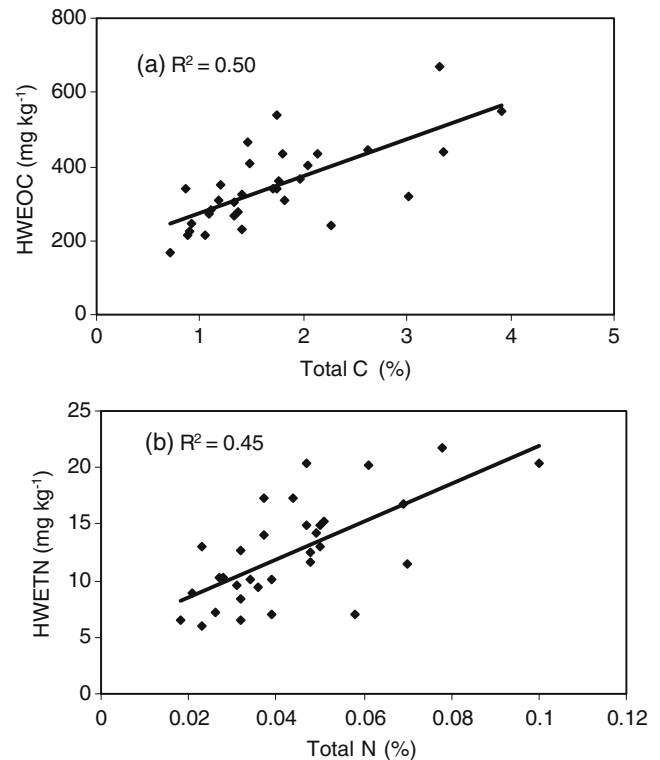 800
(a) R² = 0.50
600
400
200
0
HWEOC (mg kg⁻¹)
0 1 2 3 4 5
Total C (%)
25
(b) R² = 0.45
20
15
10
5
0
HWETN (mg kg⁻¹)
0 0.02 0.04 0.06 0.08 0.1 0.12
Total N (%)